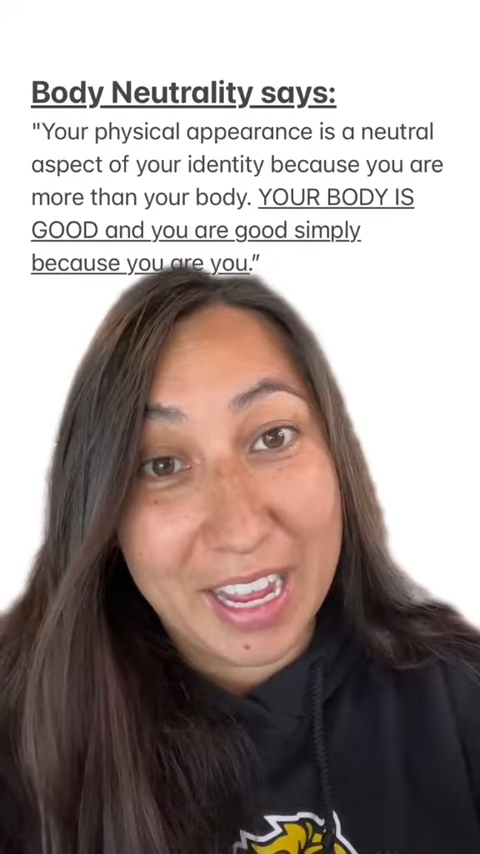 Body Neutrality says:
"Your physical appearance is a neutral
aspect of your identity because you are
more than your body. YOUR BODY IS
GOOD and you are good simply
because you are you."